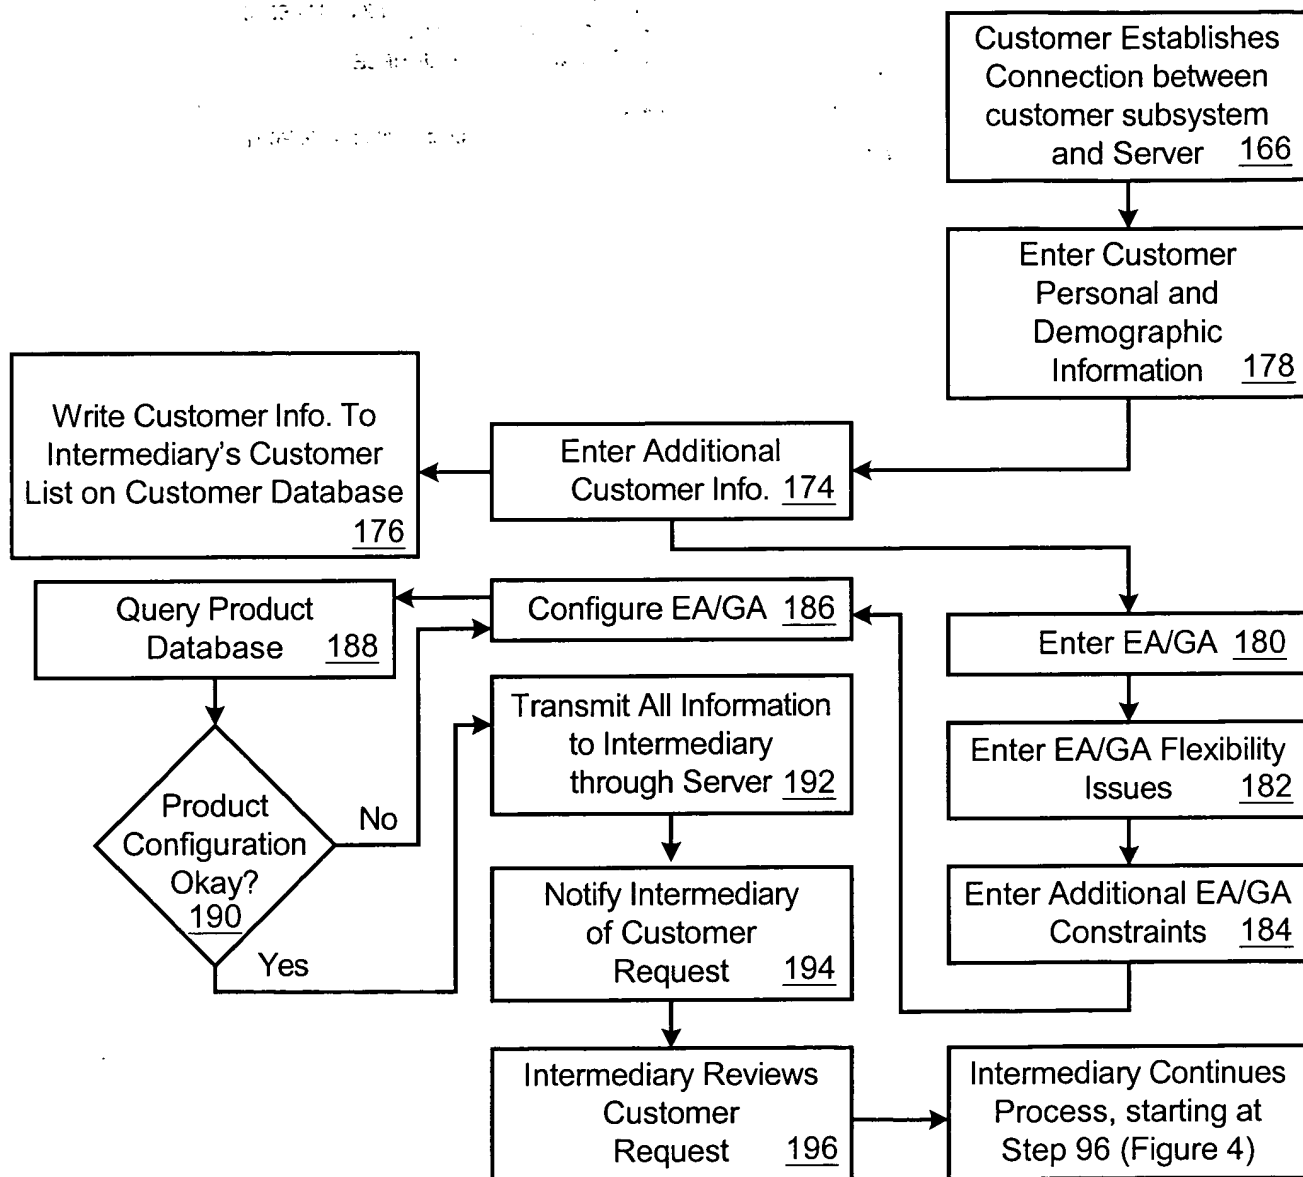 Customer Establishes
Connection between
customer subsystem
and Server 166
Enter Customer
Personal and
Demographic
Information 178
Write Customer Info. To
Intermediary's Customer
List on Customer Database
176
Enter Additional
Customer Info. 174
Query Product
Database 188
Configure EA/GA 186
Enter EA/GA 180
Transmit All Information
to Intermediary
through Server 192
Enter EA/GA Flexibility
Issues 182
Product
Configuration
Okay?
190
No
Yes
Notify Intermediary
of Customer
Request 194
Enter Additional EA/GA
Constraints 184
Intermediary Reviews
Customer
Request 196
Intermediary Continues
Process, starting at
Step 96 (Figure 4)